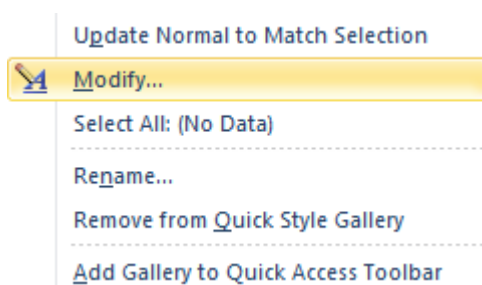 Update Normal to Match Selection
Modify...
Select All: (No Data)
Rename...
Remove from Quick Style Gallery
Add Gallery to Quick Access Toolbar